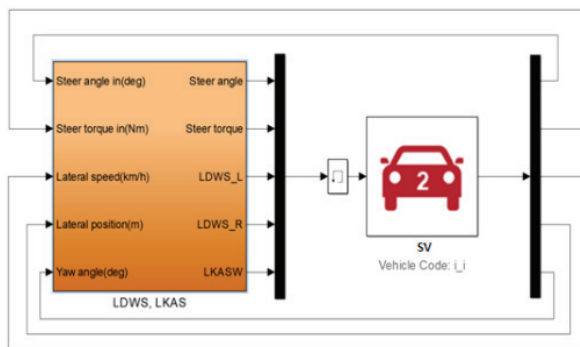 Steer angle in(deg) Steer angle
Steer torque in(Nm) Steer torque
Lateral speed(km/h) LDWS_L
Lateral position(m) LDWS_R
Yaw angle(deg) LKASW
LDWS, LKAS
2
SV
Vehicle Code: i_i